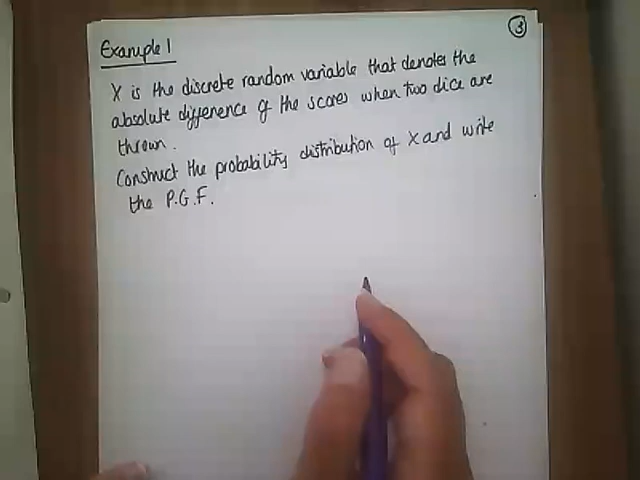 3
Example 1
X is the discrete random variable that denotes the
absolute difference of the scores when two dice are
thrown.
Construct the probability distribution of X and write
the P.G.F.